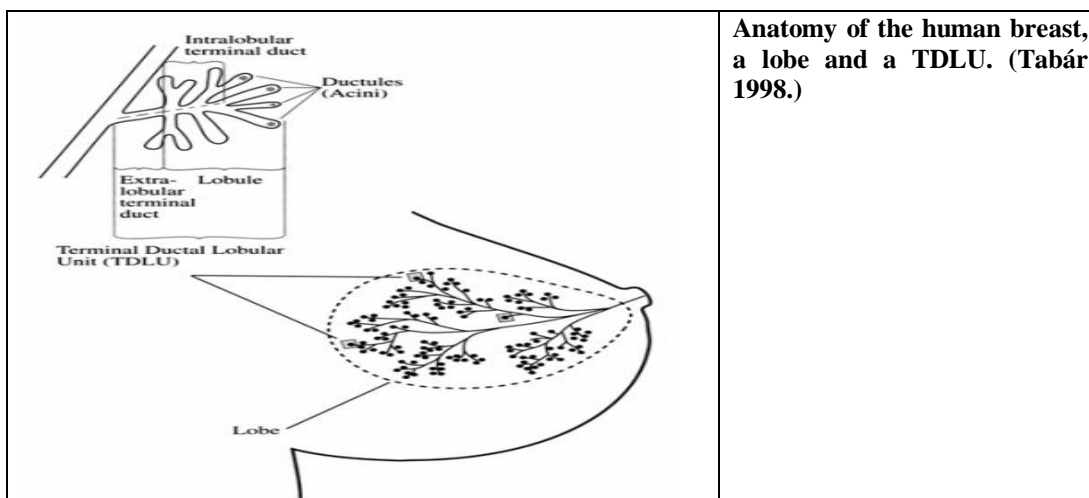 Intralobular
terminal duct
Ductules
(Acini)
Extra-
lobular
terminal
duct
Lobule
Terminal Ductal Lobular
Unit (TDLU)
Lobe
Anatomy of the human breast,
a lobe and a TDLU. (Tabár
1998.)